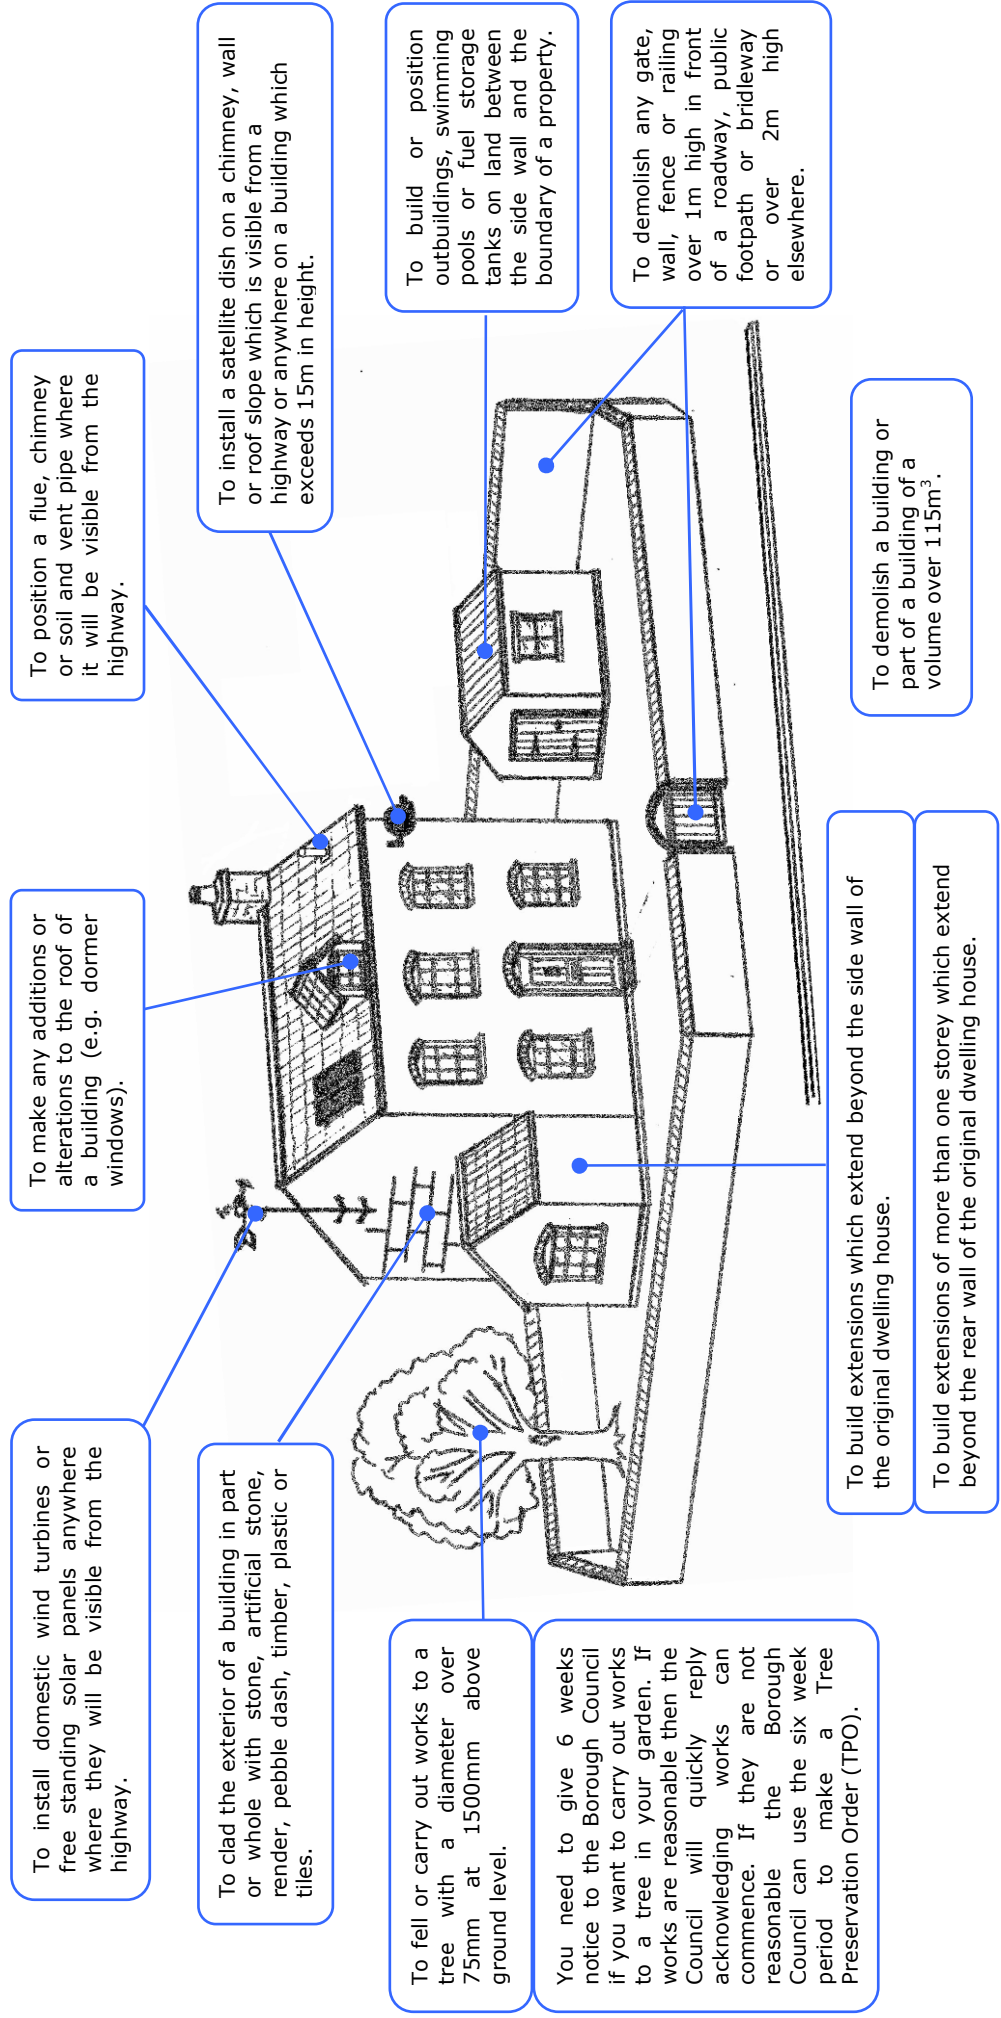 To install domestic wind turbines or
free standing solar panels anywhere
where they will be visible from the
highway.
To make any additions or
alterations to the roof of
a building (e.g. dormer
windows).
To position a flue, chimney
or soil and vent pipe where
it will be visible from the
highway.
To clad the exterior of a building in part
or whole with stone, artificial stone,
render, pebble dash, timber, plastic or
tiles.
To install a satellite dish on a chimney, wall
or roof slope which is visible from a
highway or anywhere on a building which
exceeds 15m in height.
To fell or carry out works to a
tree with a diameter over
75mm at 1500mm above
ground level.
You need to give 6 weeks
notice to the Borough Council
if you want to carry out works
to a tree in your garden. If
works are reasonable then the
Council will quickly reply
acknowledging works can
commence. If they are not
reasonable the Borough
Council can use the six week
period to make a Tree
Preservation Order (TPO).
To build or position
outbuildings, swimming
pools or fuel storage
tanks on land between
the side wall and the
boundary of a property.
To demolish any gate,
wall, fence or railing
over 1m high in front
of a roadway, public
footpath or bridleway
or over 2m high
elsewhere.
To build extensions which extend beyond the side wall of
the original dwelling house.
To build extensions of more than one storey which extend
beyond the rear wall of the original dwelling house.
To demolish a building or
part of a building of a
volume over 115m³.